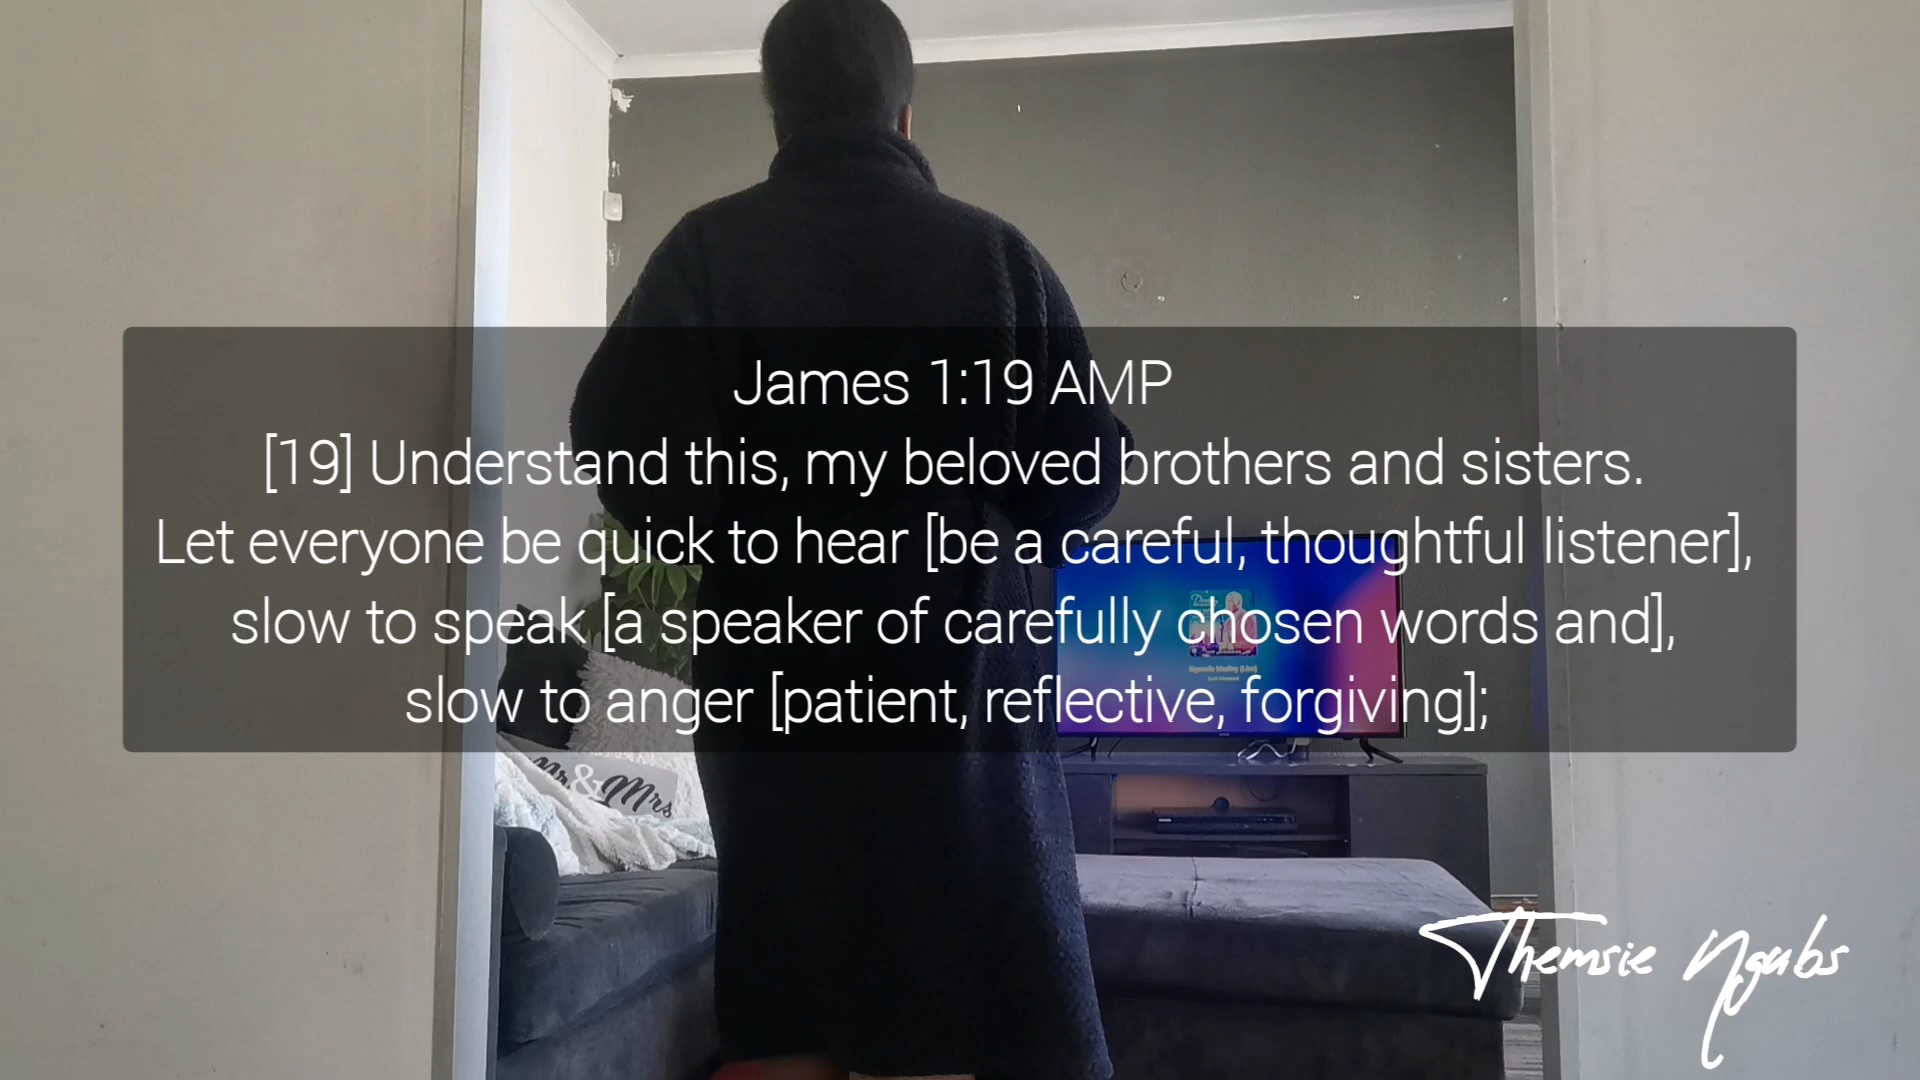 James 1:19 AMP
[19] Understand this, my beloved brothers and sisters.
Let everyone be quick to hear [be a careful, thoughtful listener],
slow to speak [a speaker of carefully chosen words and],
slow to anger [patient, reflective, forgiving];
Mr & Mrs
Themsie Nqubs